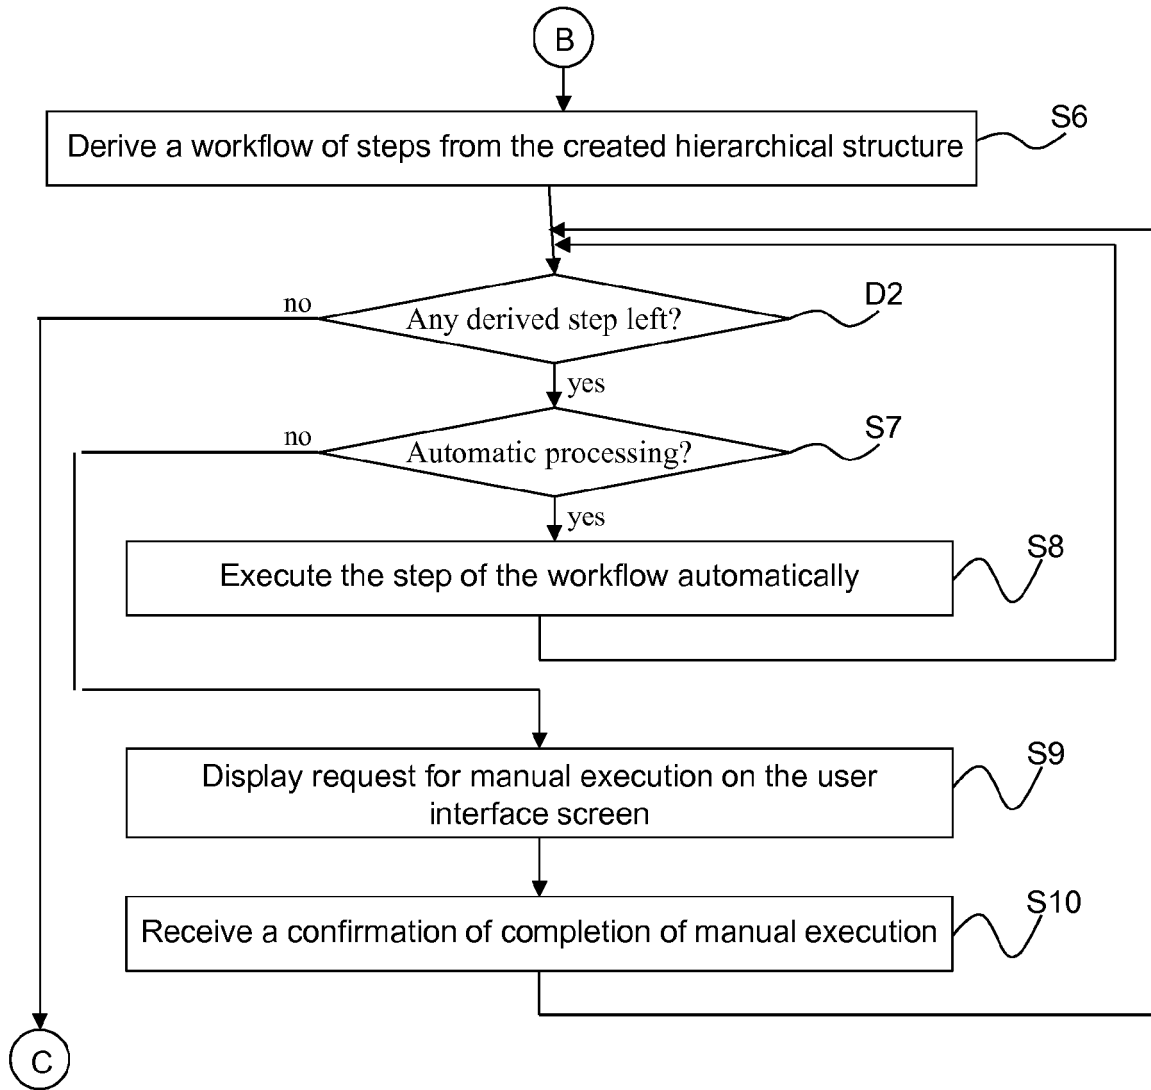 B
S6
Derive a workflow of steps from the created hierarchical structure
D2
no
Any derived step left?
yes
S7
no
Automatic processing?
yes
S8
Execute the step of the workflow automatically
S9
Display request for manual execution on the user
interface screen
S10
Receive a confirmation of completion of manual execution
C